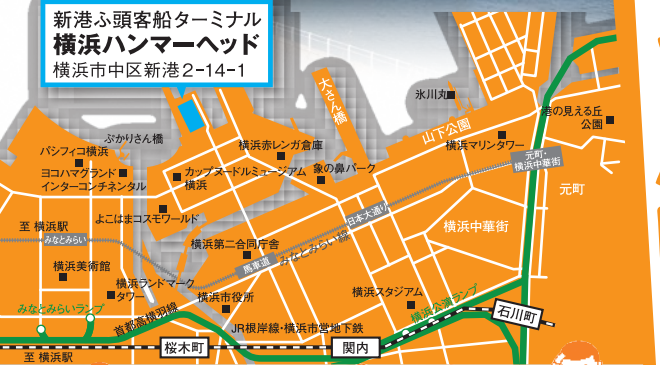 新港ふ頭客船ターミナル
横浜ハンマーヘッド
横浜市中区新港2-14-1
大さん橋
氷川丸
山下公園
港の見える丘
公園
ぷかりさん橋
横浜赤レンガ倉庫
横浜マリンタワー
パシフィコ横浜
元町・
横浜中華街
ヨコハマグランド
インターコンチネンタル
カップヌードルミュージアム
横浜
象の鼻パーク
元町
よこはまコスモワールド
日本大通り
横浜中華街
至 横浜駅
みなとみらい
横浜第二合同庁舎
みなとみらい線
馬車道
横浜美術館
横浜ランドマーク
タワー
横浜市役所
横浜スタジアム
横浜公園ランプ
みなとみらいランプ
首都高横羽線
石川町
JR根岸線・横浜市営地下鉄
至 横浜駅
桜木町
関内